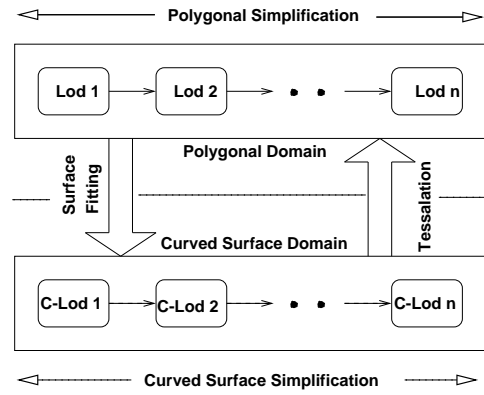 Polygonal Simplification
Lod 1
Lod 2
Lod n
Polygonal Domain
Surface
Fitting
Tessalation
Curved Surface Domain
C-Lod 1
C-Lod 2
C-Lod n
Curved Surface Simplification